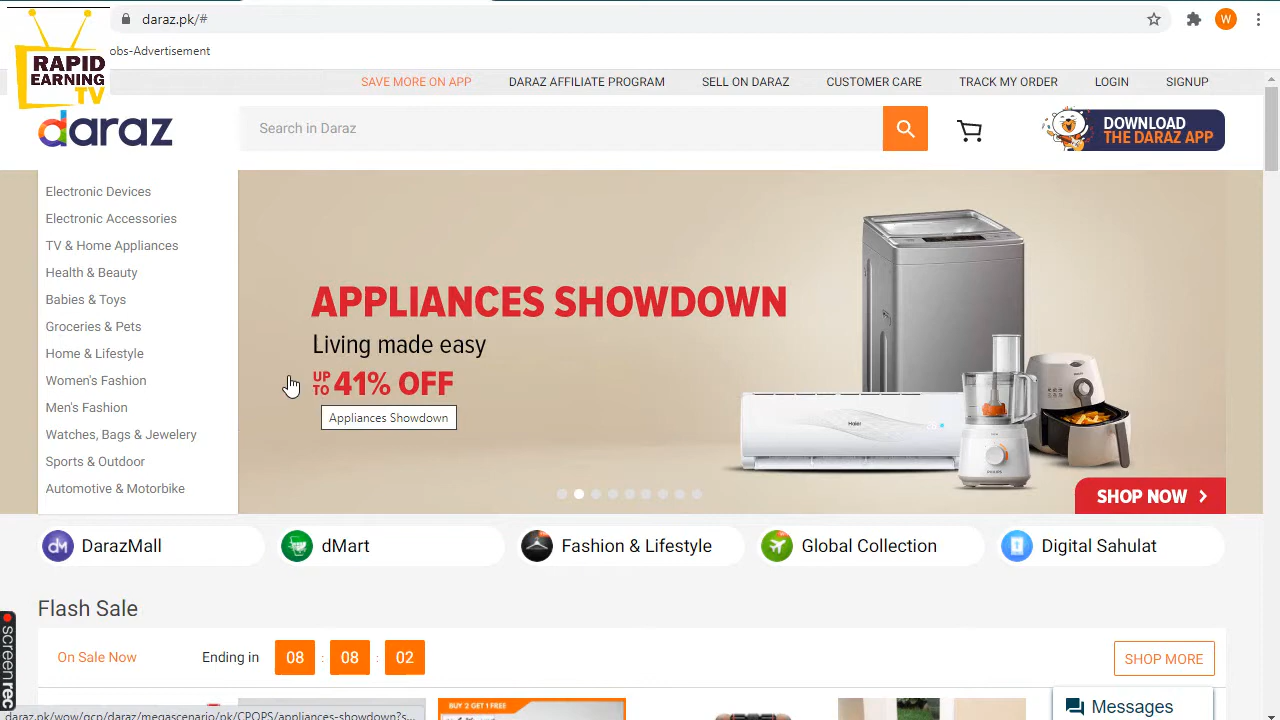 daraz.pk/#
W
obs-Advertisement
RAPID
EARNING
TV
SAVE MORE ON APP DARAZ AFFILIATE PROGRAM SELL ON DARAZ CUSTOMER CARE TRACK MY ORDER LOGIN SIGNUP
daraz
Search in Daraz
DOWNLOAD
THE DARAZ APP
Electronic Devices
Electronic Accessories
TV & Home Appliances
Health & Beauty
Babies & Toys
Groceries & Pets
Home & Lifestyle
Women's Fashion
Men's Fashion
Watches, Bags & Jewelery
Sports & Outdoor
Automotive & Motorbike
APPLIANCES SHOWDOWN
Living made easy
UP TO 41% OFF
Appliances Showdown
Haier
PHILIPS
SHOP NOW
dM DarazMall
dMart
Fashion & Lifestyle
Global Collection
Digital Sahulat
Flash Sale
On Sale Now Ending in 08 : 08 : 02
SHOP MORE
BUY 2 GET 1 FREE
Messages
screenrec
daraz.pk/wow/gcp/daraz/megascenario/pk/CPOPS/appliances-showdown?s...